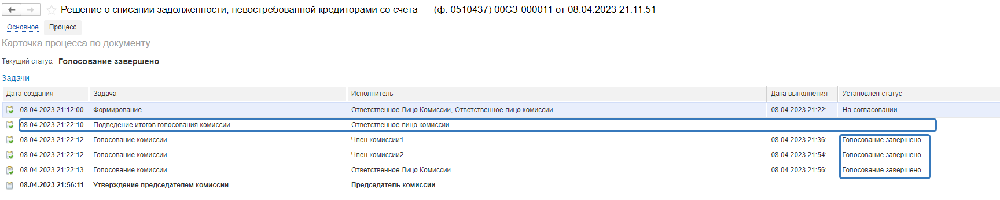 Решение о списании задолженности, невостребованной кредиторами со счета __ (ф. 0510437) 00СЗ-000011 от 08.04.2023 21:11:51
Основное Процесс
Карточка процесса по документу
Текущий статус: Голосование завершено
Задачи
Дата создания Задача Исполнитель Дата выполнения Установлен статус
08.04.2023 21:12:00 Формирование Ответственное Лицо Комиссии, Ответственное лицо комиссии 08.04.2023 21:22:... На согласовании
08.04.2023 21:22:10 Подведение итогов голосования комиссии Ответственное лицо комиссии
08.04.2023 21:22:12 Голосование комиссии Член комиссии1 08.04.2023 21:36:... Голосование завершено
08.04.2023 21:22:12 Голосование комиссии Член комиссии2 08.04.2023 21:54:... Голосование завершено
08.04.2023 21:22:13 Голосование комиссии Ответственное Лицо Комиссии 08.04.2023 21:56:... Голосование завершено
08.04.2023 21:56:11 Утверждение председателем комиссии Председатель комиссии